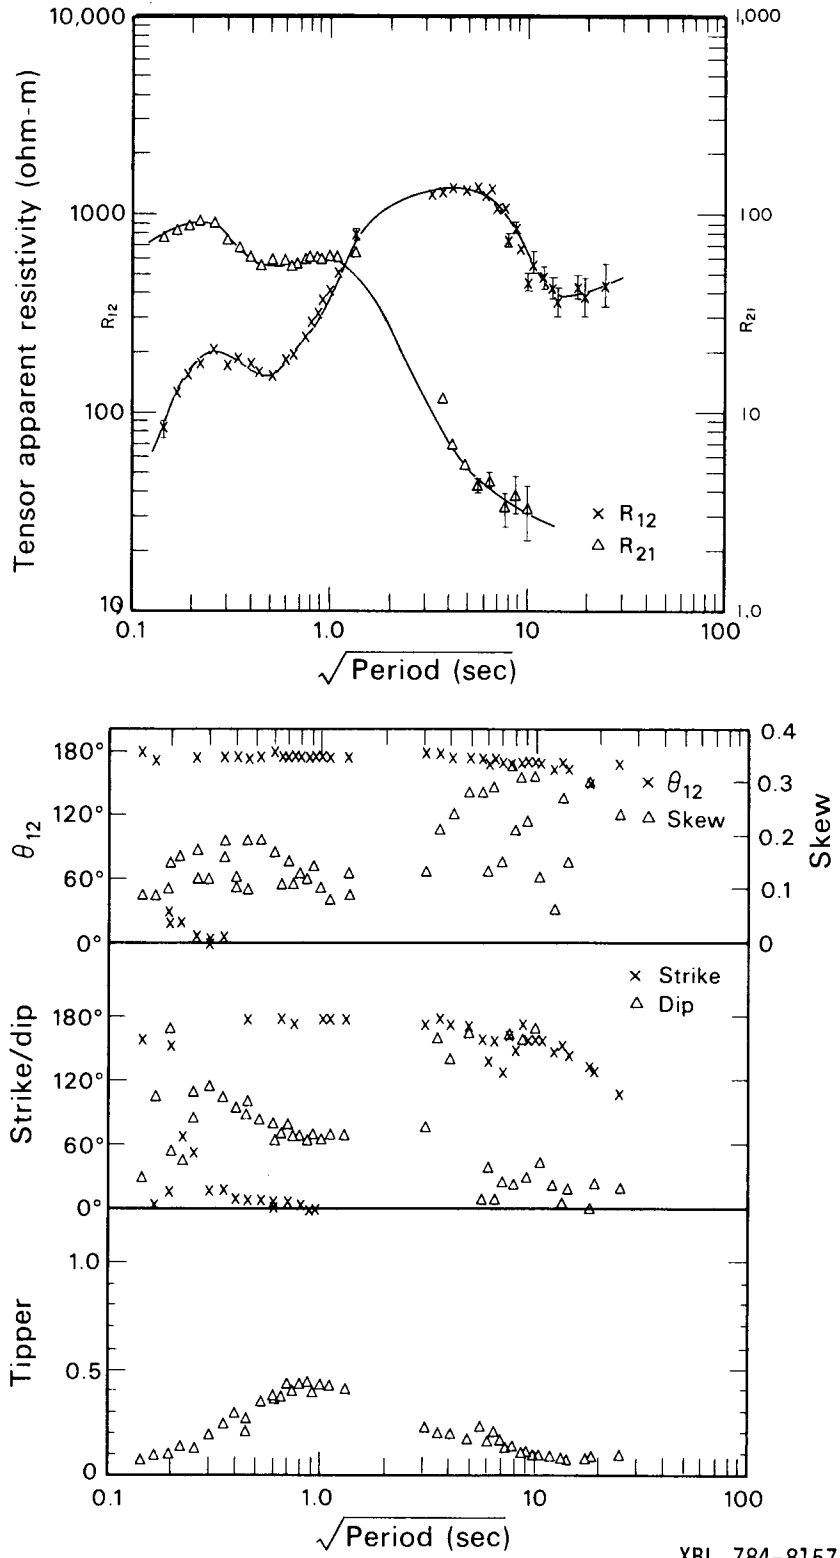 10,000
1,000
Tensor apparent resistivity (ohm-m)
1000
100
R12
R21
100
10
× R12
△ R21
10
1.0
0.1
1.0
10
100
√Period (sec)
180°
120°
60°
0°
θ12
0.4
0.3
0.2
0.1
0
Skew
× θ12
△ Skew
× Strike
△ Dip
180°
120°
60°
0°
Strike/dip
1.0
0.5
0
Tipper
0.1
1.0
10
100
√Period (sec)
XBL 784-8157